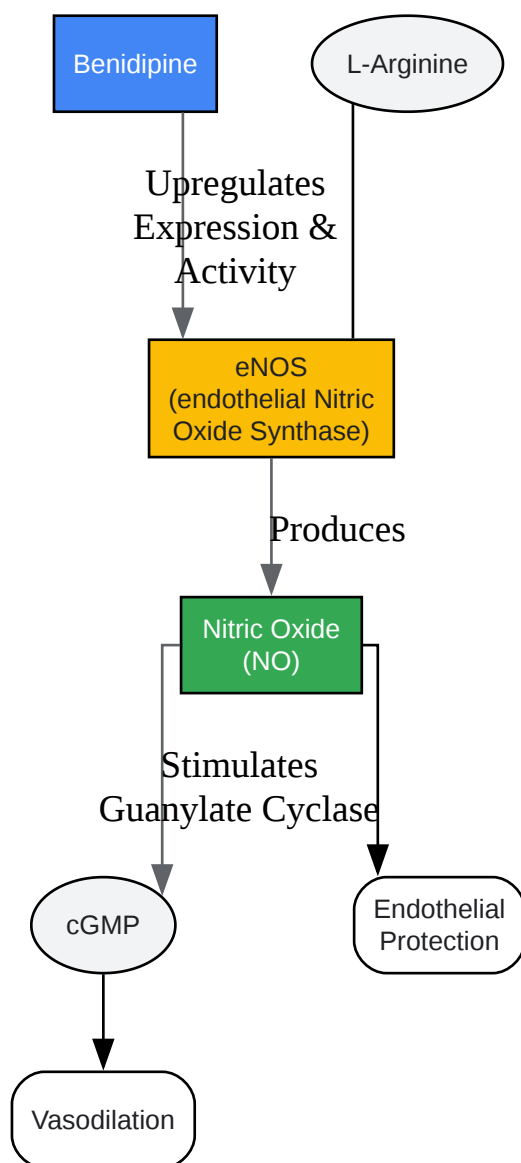 Benidipine
L-Arginine
Upregulates
Expression &
Activity
eNOS
(endothelial Nitric
Oxide Synthase)
Produces
Nitric Oxide
(NO)
Stimulates
Guanylate Cyclase
cGMP
Endothelial
Protection
Vasodilation